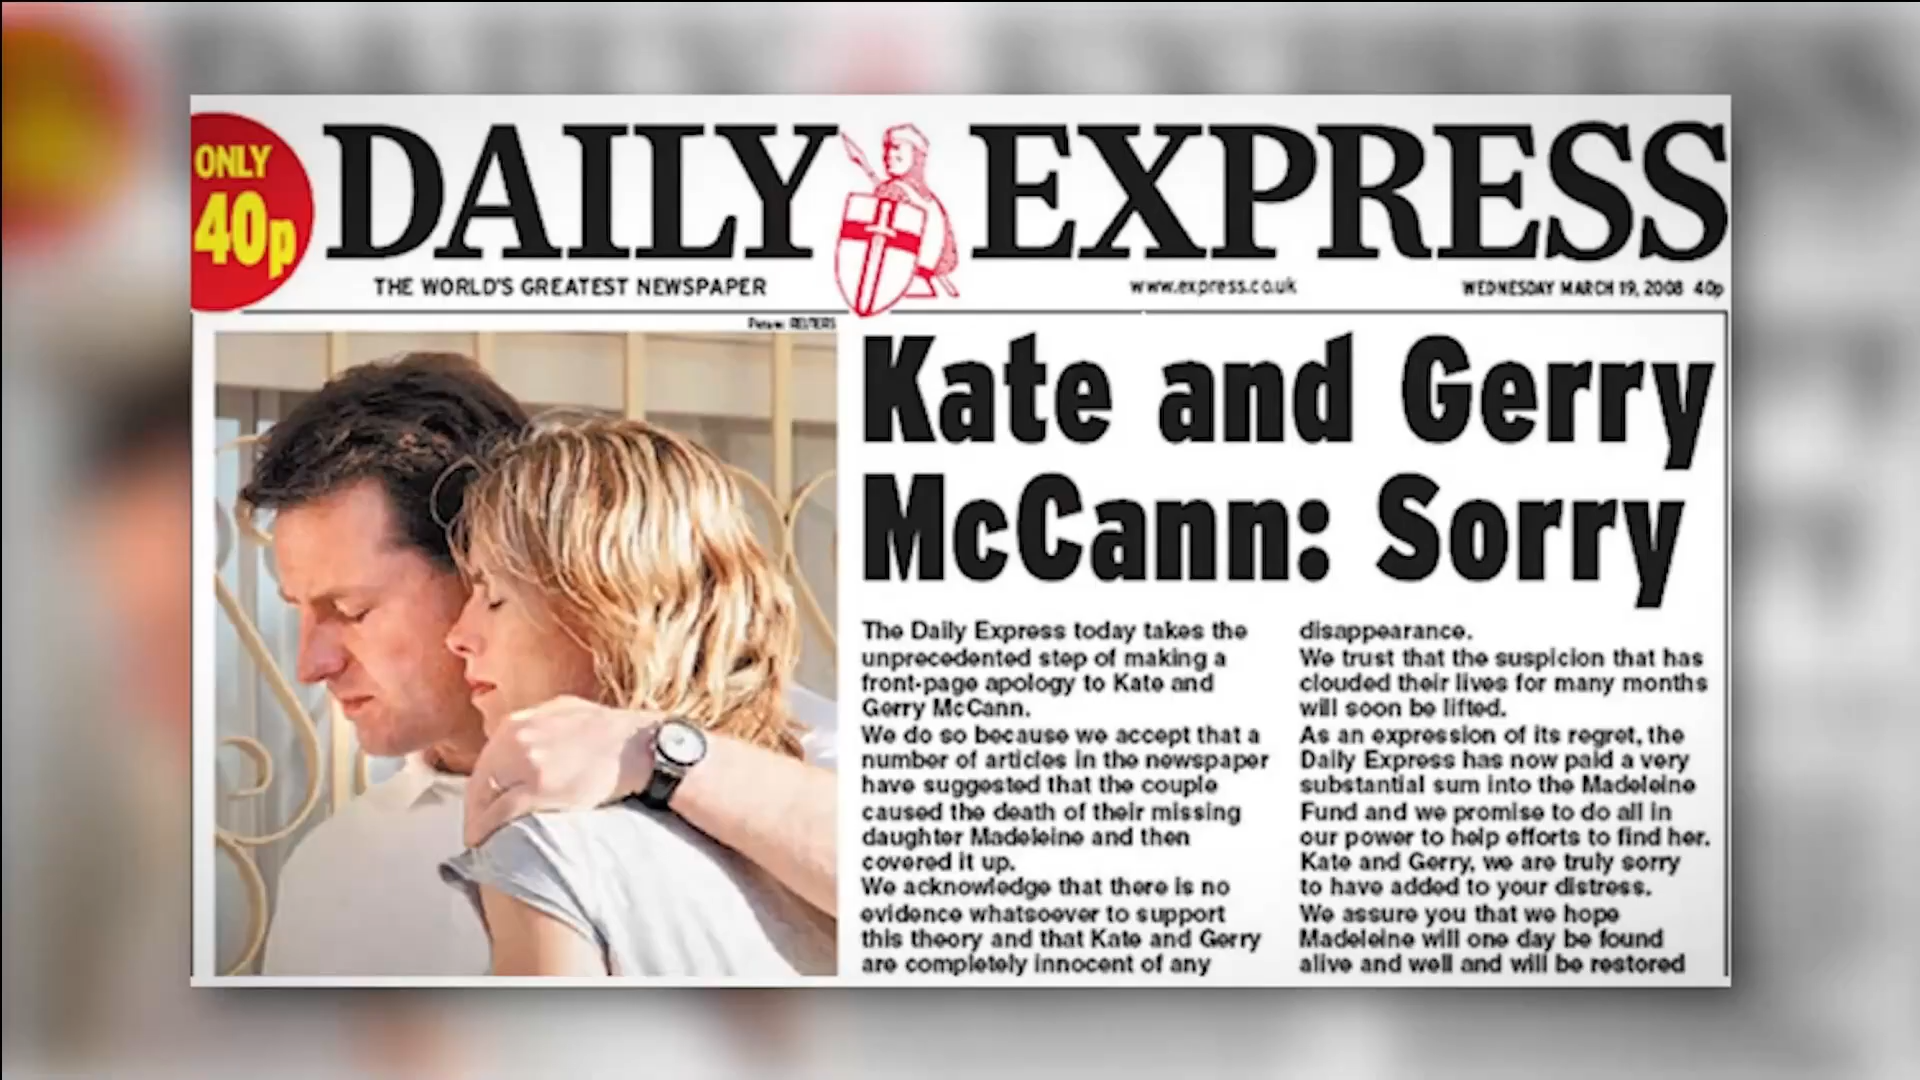 ONLY
40p
DAILY EXPRESS
THE WORLD'S GREATEST NEWSPAPER
www.express.co.uk
WEDNESDAY MARCH 19, 2008 40p
Picture: REUTERS
Kate and Gerry
McCann: Sorry
The Daily Express today takes the
unprecedented step of making a
front-page apology to Kate and
Gerry McCann.
We do so because we accept that a
number of articles in the newspaper
have suggested that the couple
caused the death of their missing
daughter Madeleine and then
covered it up.
We acknowledge that there is no
evidence whatsoever to support
this theory and that Kate and Gerry
are completely innocent of any
disappearance.
We trust that the suspicion that has
clouded their lives for many months
will soon be lifted.
As an expression of its regret, the
Daily Express has now paid a very
substantial sum into the Madeleine
Fund and we promise to do all in
our power to help efforts to find her.
Kate and Gerry, we are truly sorry
to have added to your distress.
We assure you that we hope
Madeleine will one day be found
alive and well and will be restored